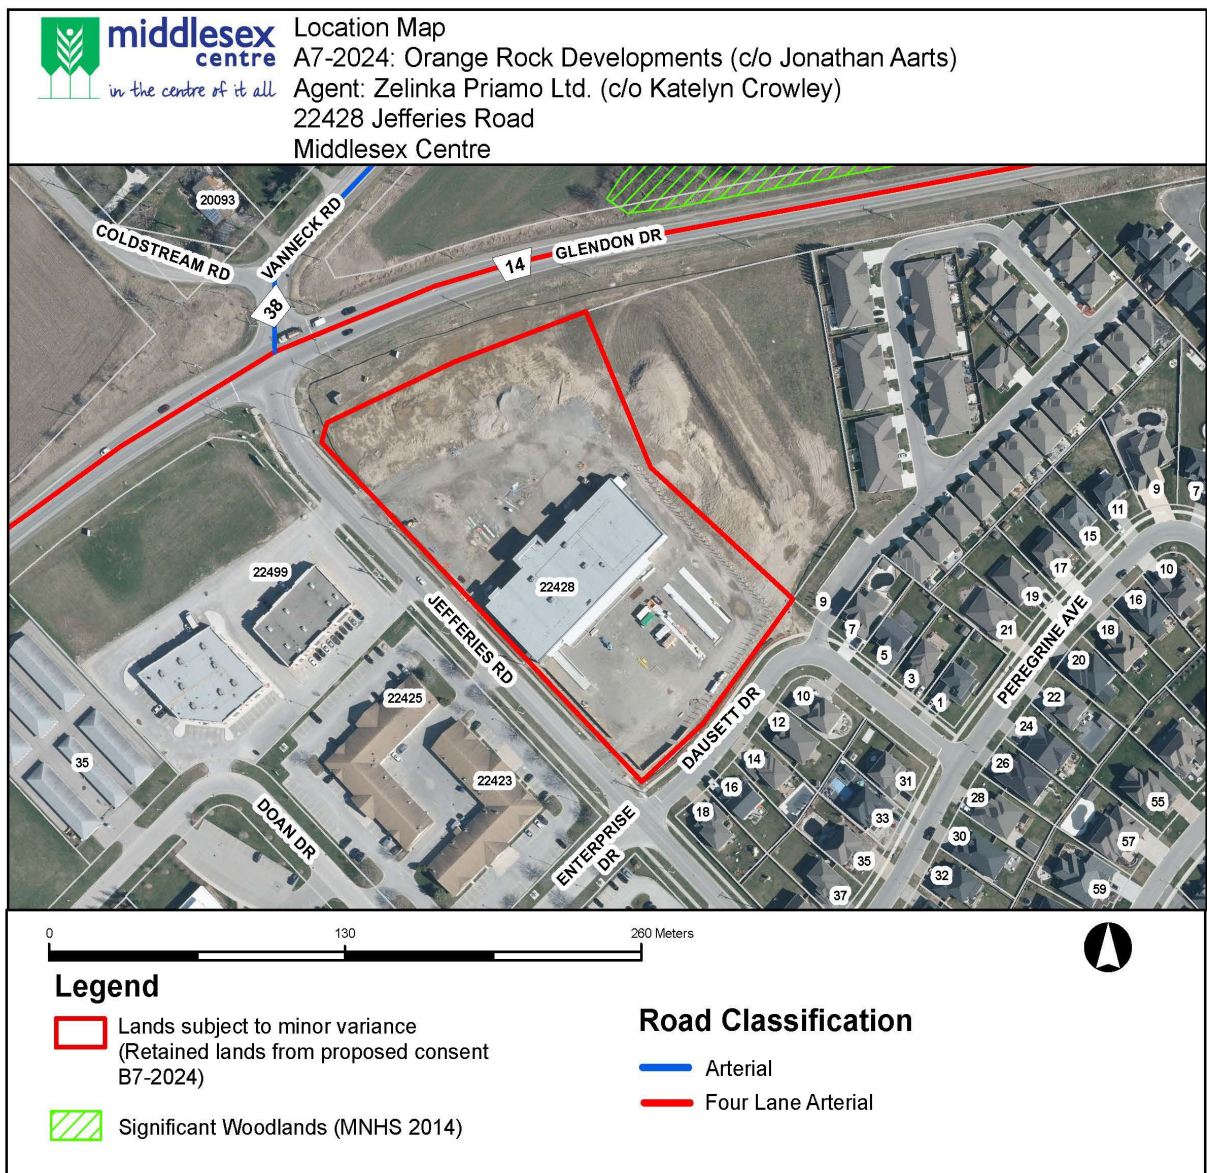 middlesex
centre
in the centre of it all
Location Map
A7-2024: Orange Rock Developments (c/o Jonathan Aarts)
Agent: Zelinka Priamo Ltd. (c/o Katelyn Crowley)
22428 Jefferies Road
Middlesex Centre
20093
COLDSTREAM RD
VANNECK RD
38
14
GLENDON DR
22499
22428
JEFFERIES RD
22425
22423
35
DOAN DR
ENTERPRISE
DR
DAUSETT DR
PEREGRINE AVE
9
7
11
15
17
10
19
16
21
18
20
9
7
5
3
1
22
24
10
12
14
16
18
26
31
28
33
30
55
35
57
37
32
59
0
130
260 Meters
Legend
Lands subject to minor variance
(Retained lands from proposed consent
B7-2024)
Significant Woodlands (MNHS 2014)
Road Classification
Arterial
Four Lane Arterial